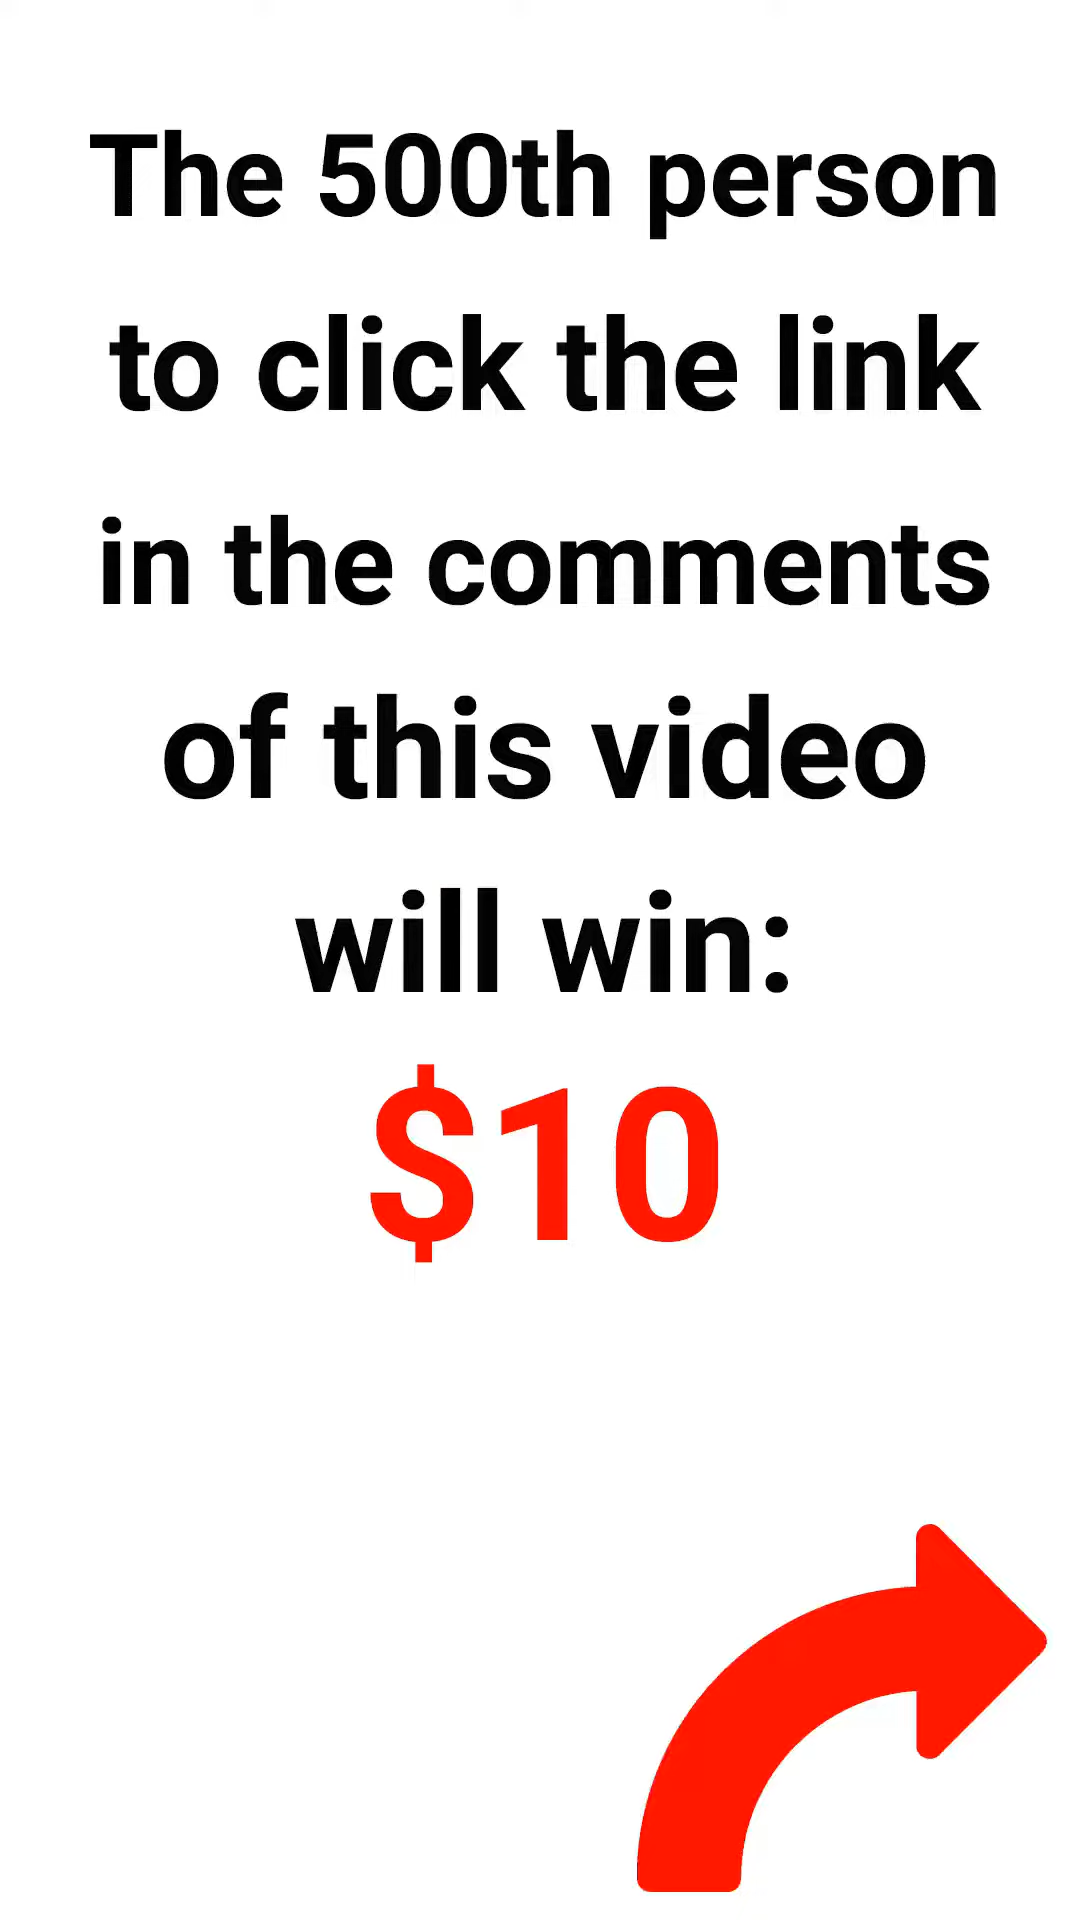 The 500th person
to click the link
in the comments
of this video
will win:
$10